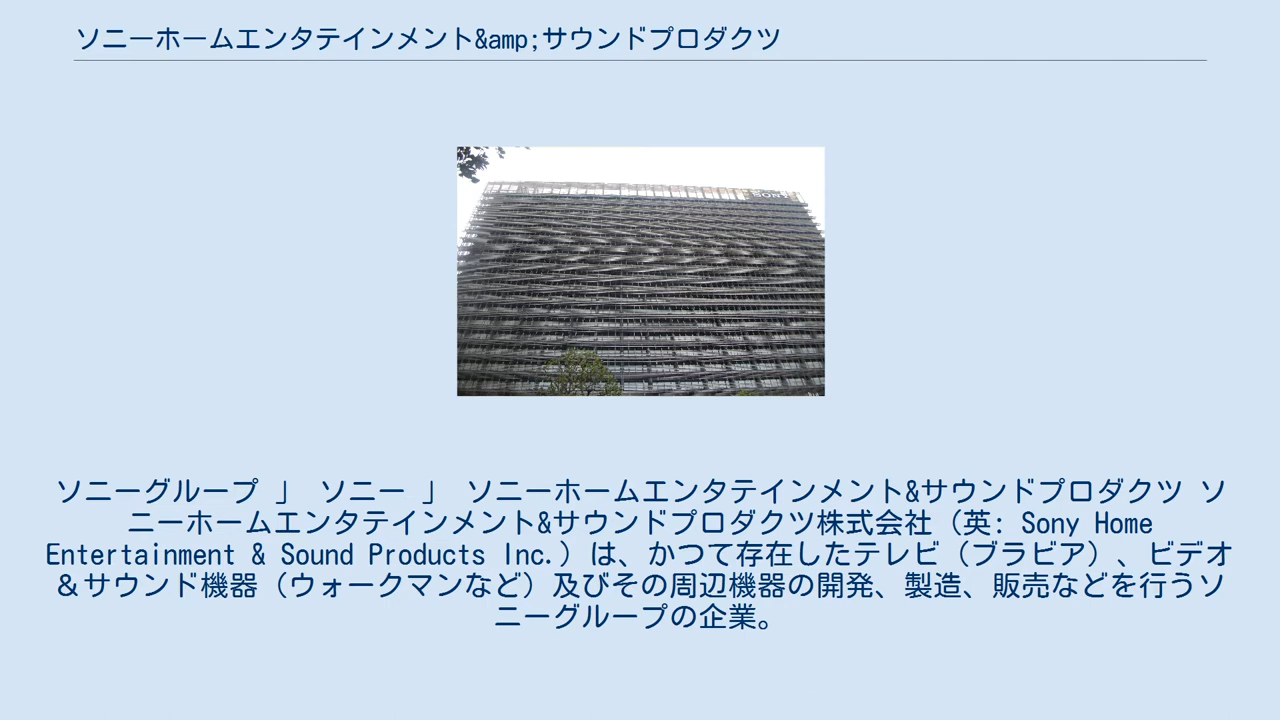 ソニーホームエンタテインメント&amp;サウンドプロダクツ
SONY
ソニーグループ 」 ソニー 」 ソニーホームエンタテインメント&サウンドプロダクツ ソ
ニーホームエンタテインメント&サウンドプロダクツ株式会社（英: Sony Home
Entertainment & Sound Products Inc.）は、かつて存在したテレビ（ブラビア）、ビデオ
＆サウンド機器（ウォークマンなど）及びその周辺機器の開発、製造、販売などを行うソ
ニーグループの企業。